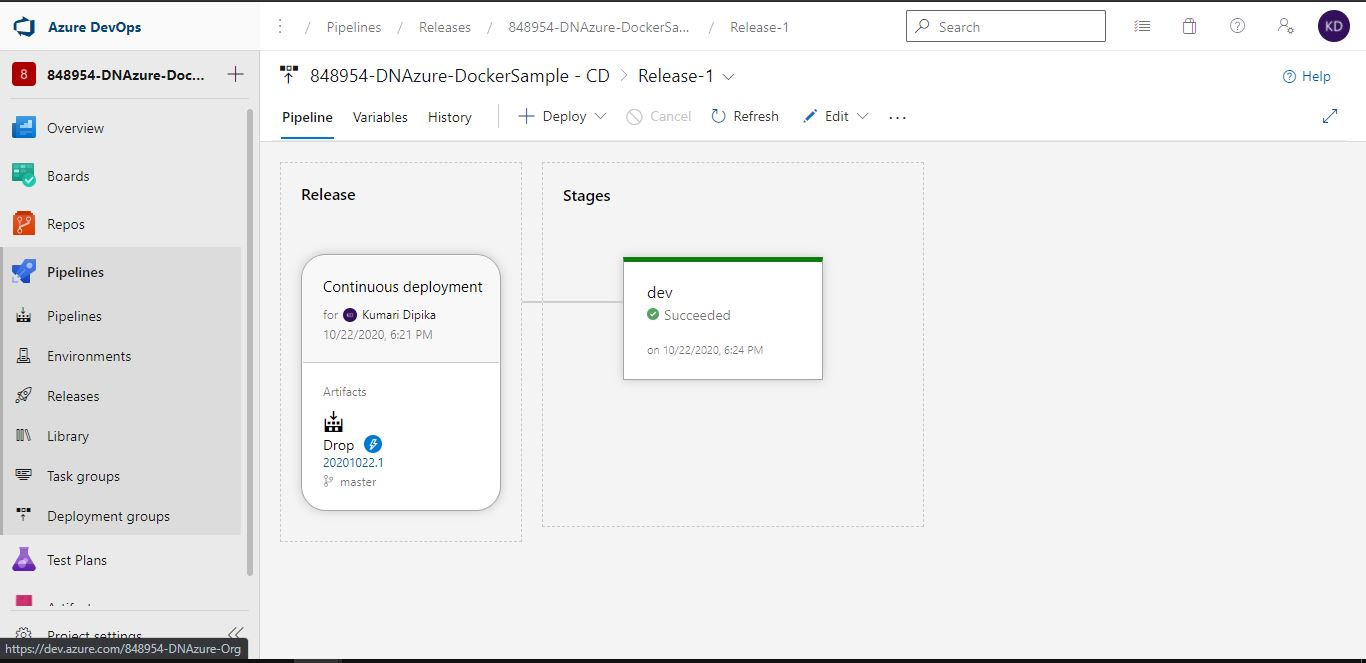 Azure DevOps
Pipelines / Releases / 848954-DNAzure-DockerSa... / Release-1
Search
KD
8 848954-DNAzure-Doc...
848954-DNAzure-DockerSample - CD > Release-1
Help
Pipeline Variables History Deploy Cancel Refresh Edit ...
Overview
Boards
Repos
Pipelines
Pipelines
Environments
Releases
Library
Task groups
Deployment groups
Test Plans
Project settings
https://dev.azure.com/848954-DNAzure-Org
Release
Continuous deployment
for KD Kumari Dipika
10/22/2020, 6:21 PM
Artifacts
Drop
20201022.1
master
Stages
dev
Succeeded
on 10/22/2020, 6:24 PM